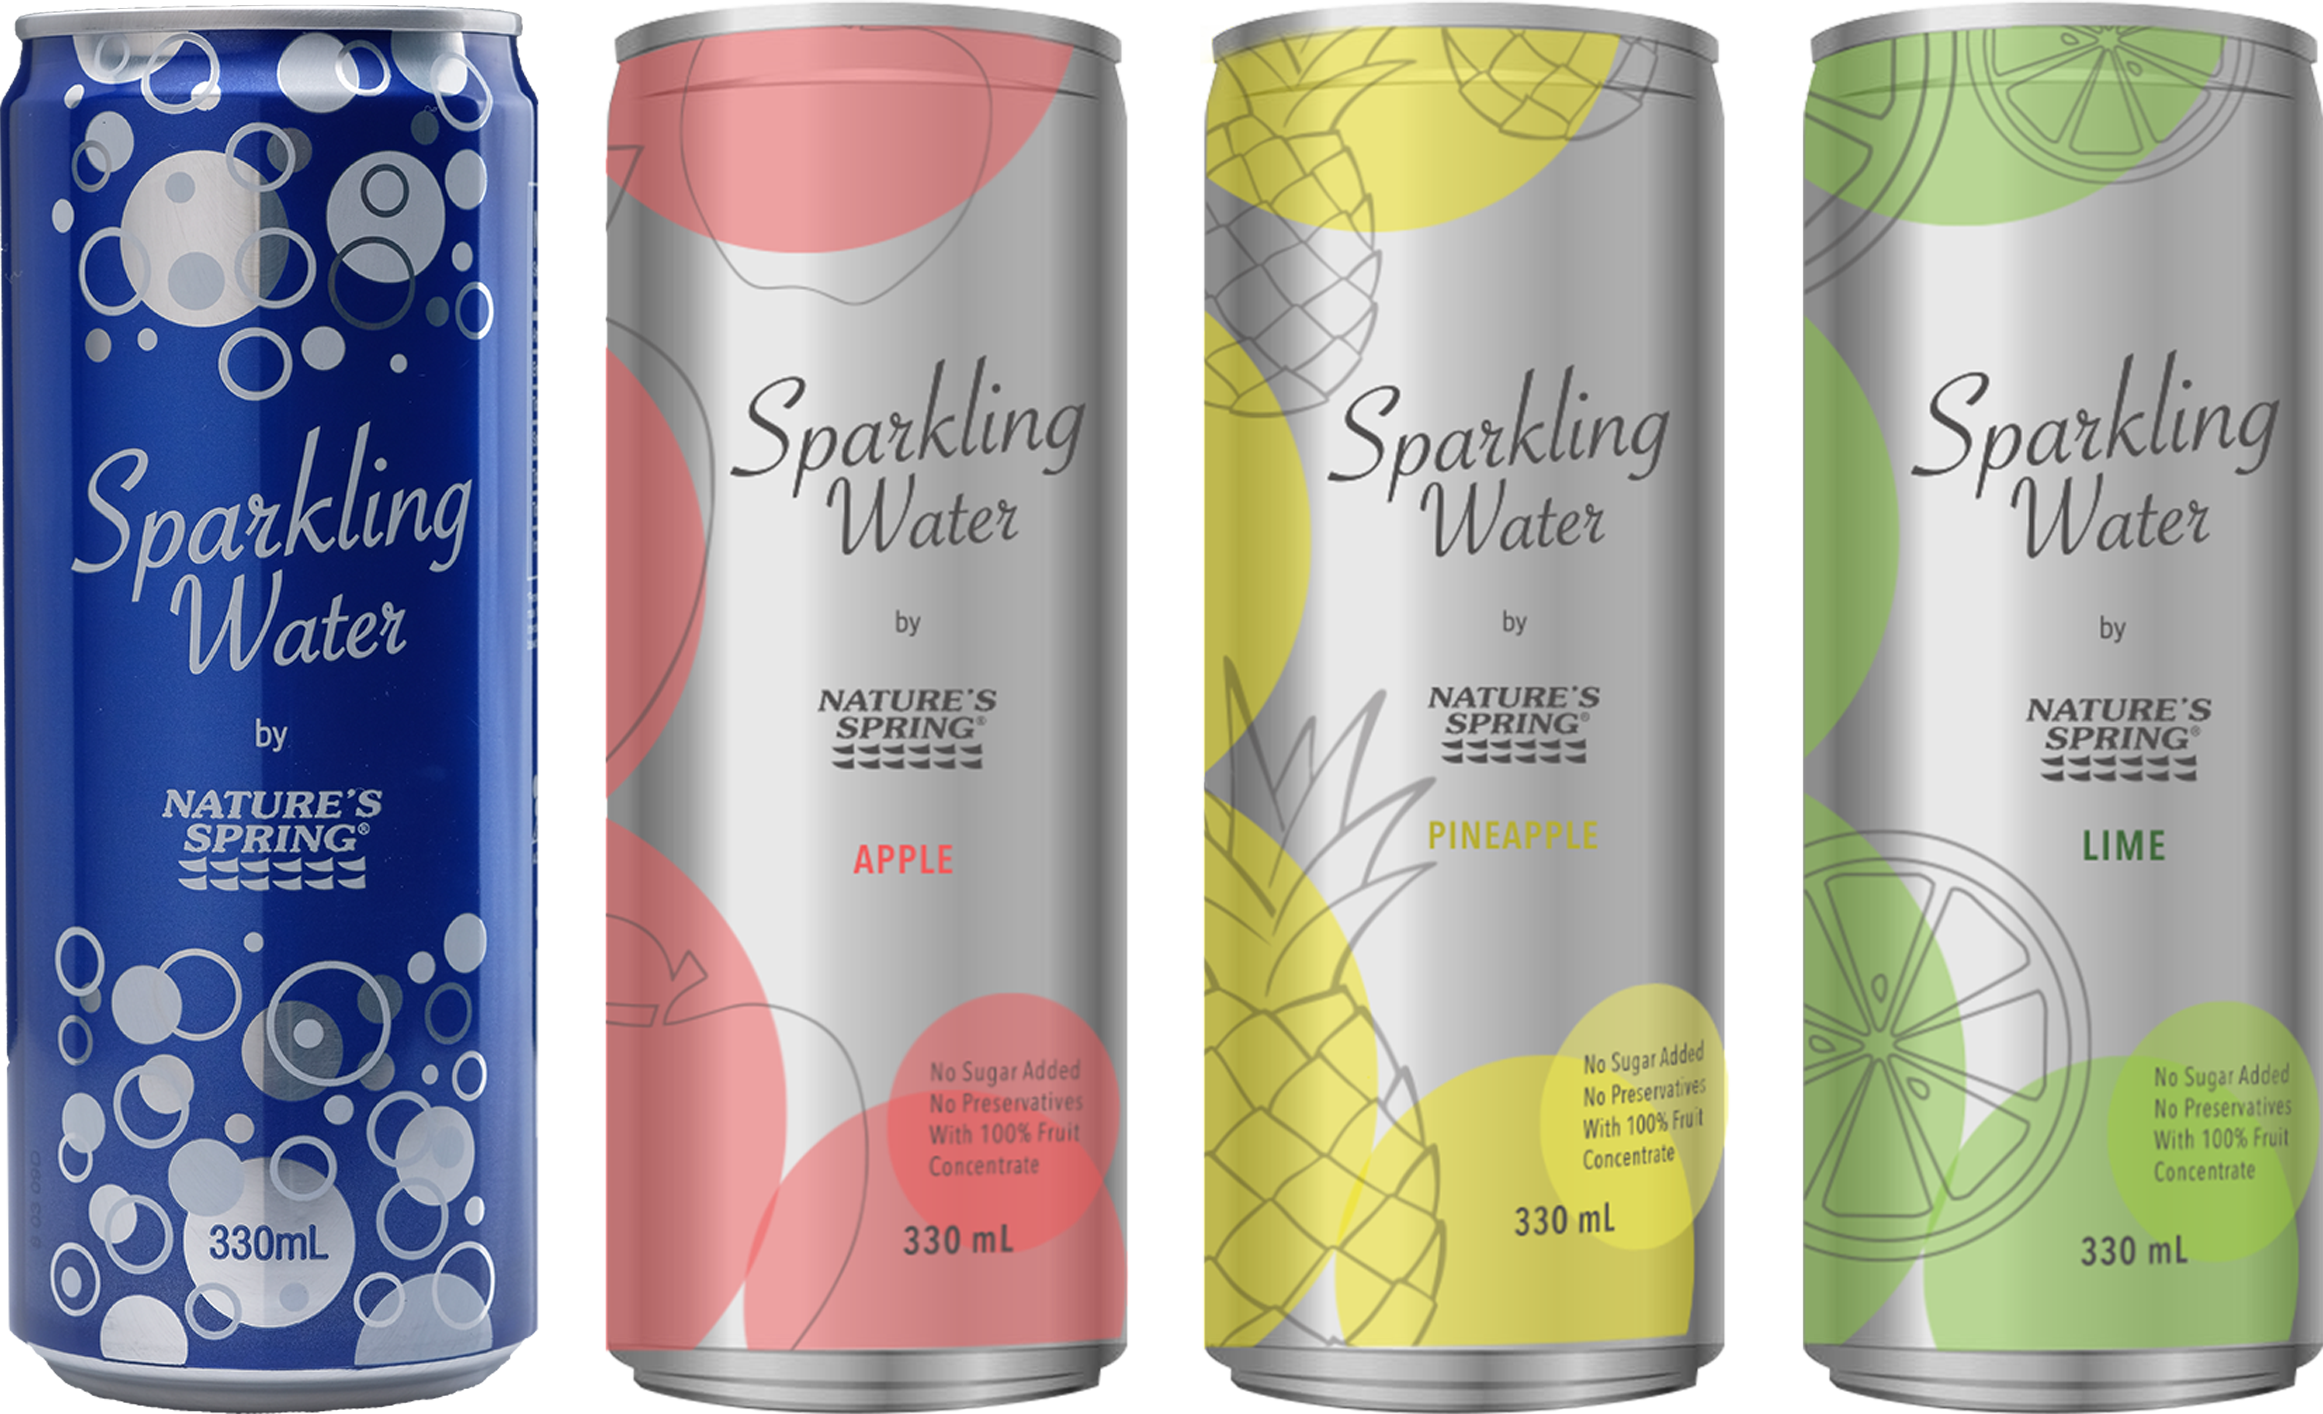 Sparkling
Water
by
NATURE'S
SPRING®
330mL
Sparkling
Water
by
NATURE'S
SPRING®
APPLE
No Sugar Added
No Preservatives
With 100% Fruit
Concentrate
330 mL
Sparkling
Water
by
NATURE'S
SPRING®
PINEAPPLE
No Sugar Added
No Preservatives
With 100% Fruit
Concentrate
330 mL
Sparkling
Water
by
NATURE'S
SPRING®
LIME
No Sugar Added
No Preservatives
With 100% Fruit
Concentrate
330 mL